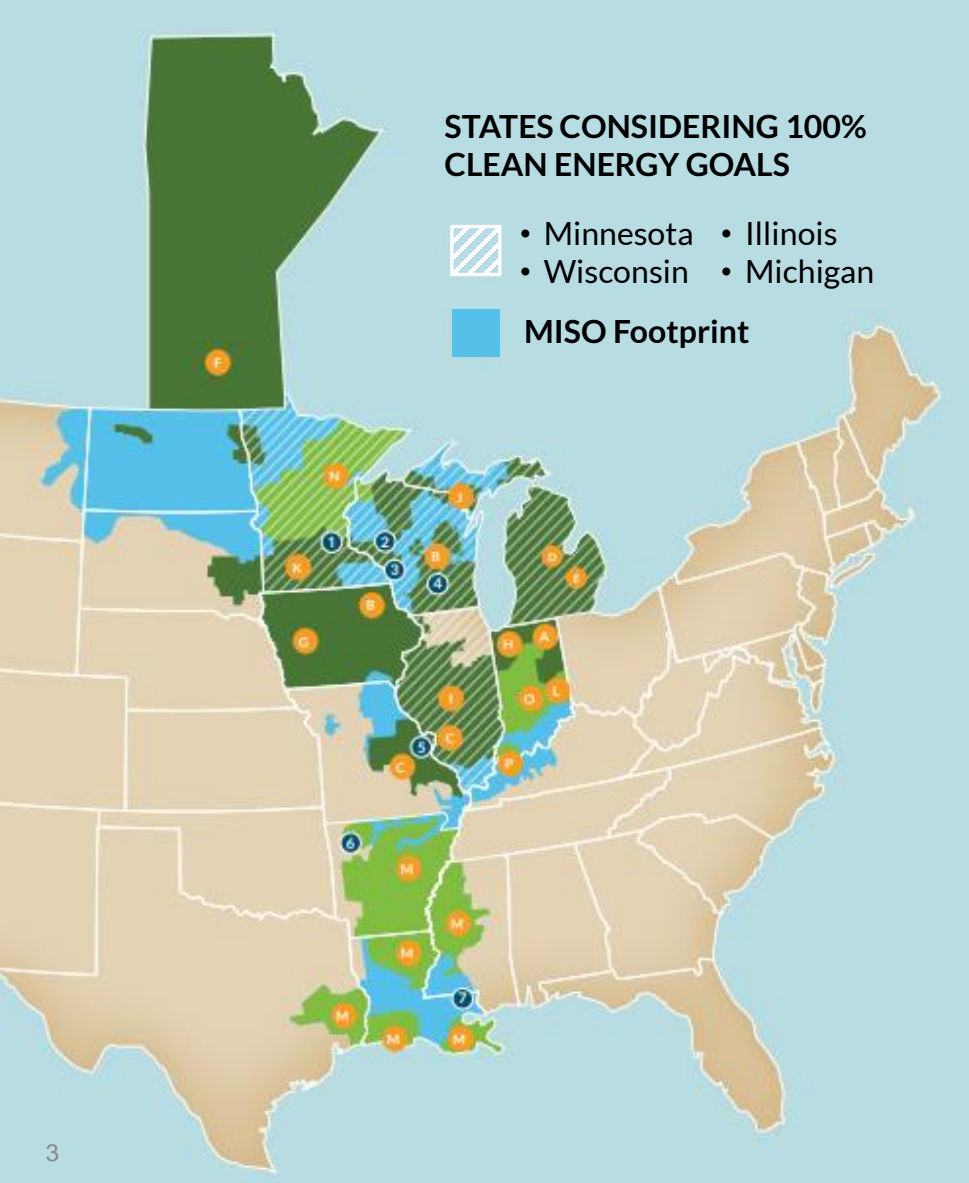 STATES CONSIDERING 100%
CLEAN ENERGY GOALS
• Minnesota • Illinois
• Wisconsin • Michigan
MISO Footprint
F
N
J
1
2
B
D
K
3
E
4
B
G
H
A
I
O
L
C
5
C
P
6
M
M
M
7
M
M
M
3